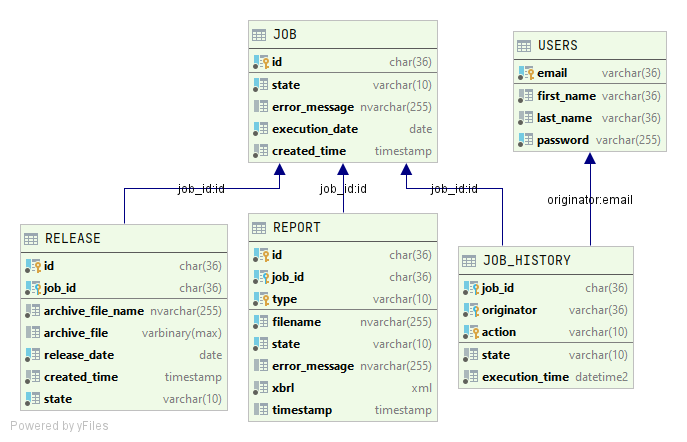 JOB
id char(36)
state varchar(10)
error_message nvarchar(255)
execution_date date
created_time timestamp
USERS
email varchar(36)
first_name varchar(36)
last_name varchar(36)
password varchar(255)
job_id:id
job_id:id
job_id:id
originator:email
RELEASE
id char(36)
job_id char(36)
archive_file_name nvarchar(255)
archive_file varbinary(max)
release_date date
created_time timestamp
state varchar(10)
REPORT
id char(36)
job_id char(36)
type varchar(10)
filename nvarchar(255)
state varchar(10)
error_message nvarchar(255)
xbrl xml
timestamp timestamp
JOB_HISTORY
job_id char(36)
originator varchar(36)
action varchar(10)
state varchar(10)
execution_time datetime2
Powered by yFiles